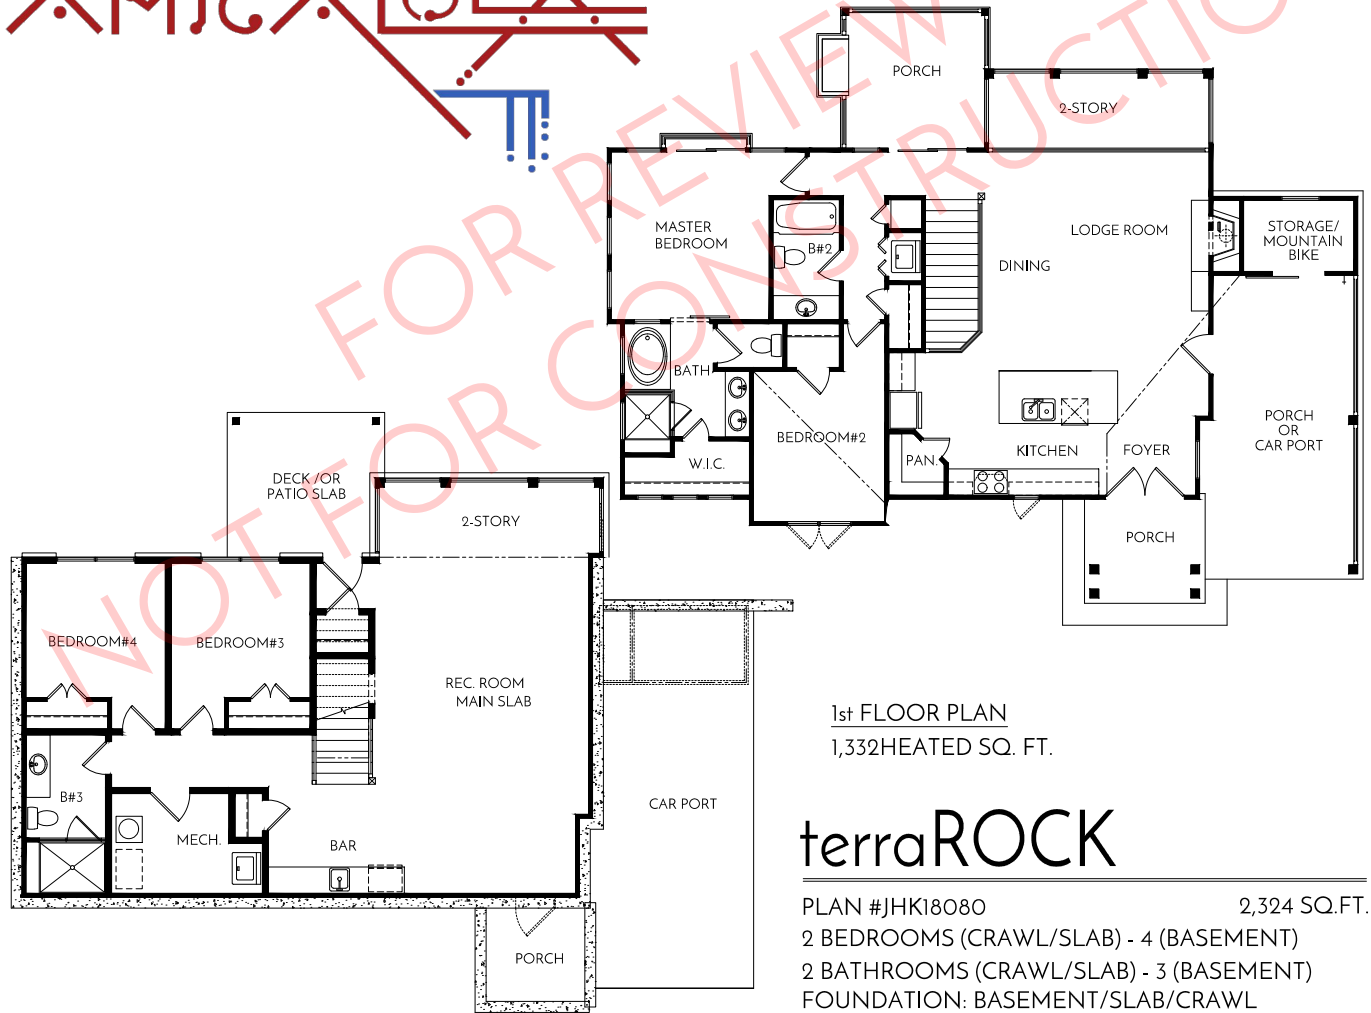 AMICALOLA
FOR REVIEW
NOT FOR CONSTRUCTION
PORCH
2-STORY
MASTER
BEDROOM
B#2
LODGE ROOM
STORAGE/
MOUNTAIN
BIKE
DINING
BATH
BEDROOM#2
W.I.C.
PAN.
KITCHEN
FOYER
PORCH
OR
CAR PORT
PORCH
DECK /OR
PATIO SLAB
2-STORY
BEDROOM#4
BEDROOM#3
REC. ROOM
MAIN SLAB
B#3
MECH.
BAR
CAR PORT
PORCH
1st FLOOR PLAN
1,332HEATED SQ. FT.
terraROCK
PLAN #JHK18080 2,324 SQ.FT.
2 BEDROOMS (CRAWL/SLAB) - 4 (BASEMENT)
2 BATHROOMS (CRAWL/SLAB) - 3 (BASEMENT)
FOUNDATION: BASEMENT/SLAB/CRAWL